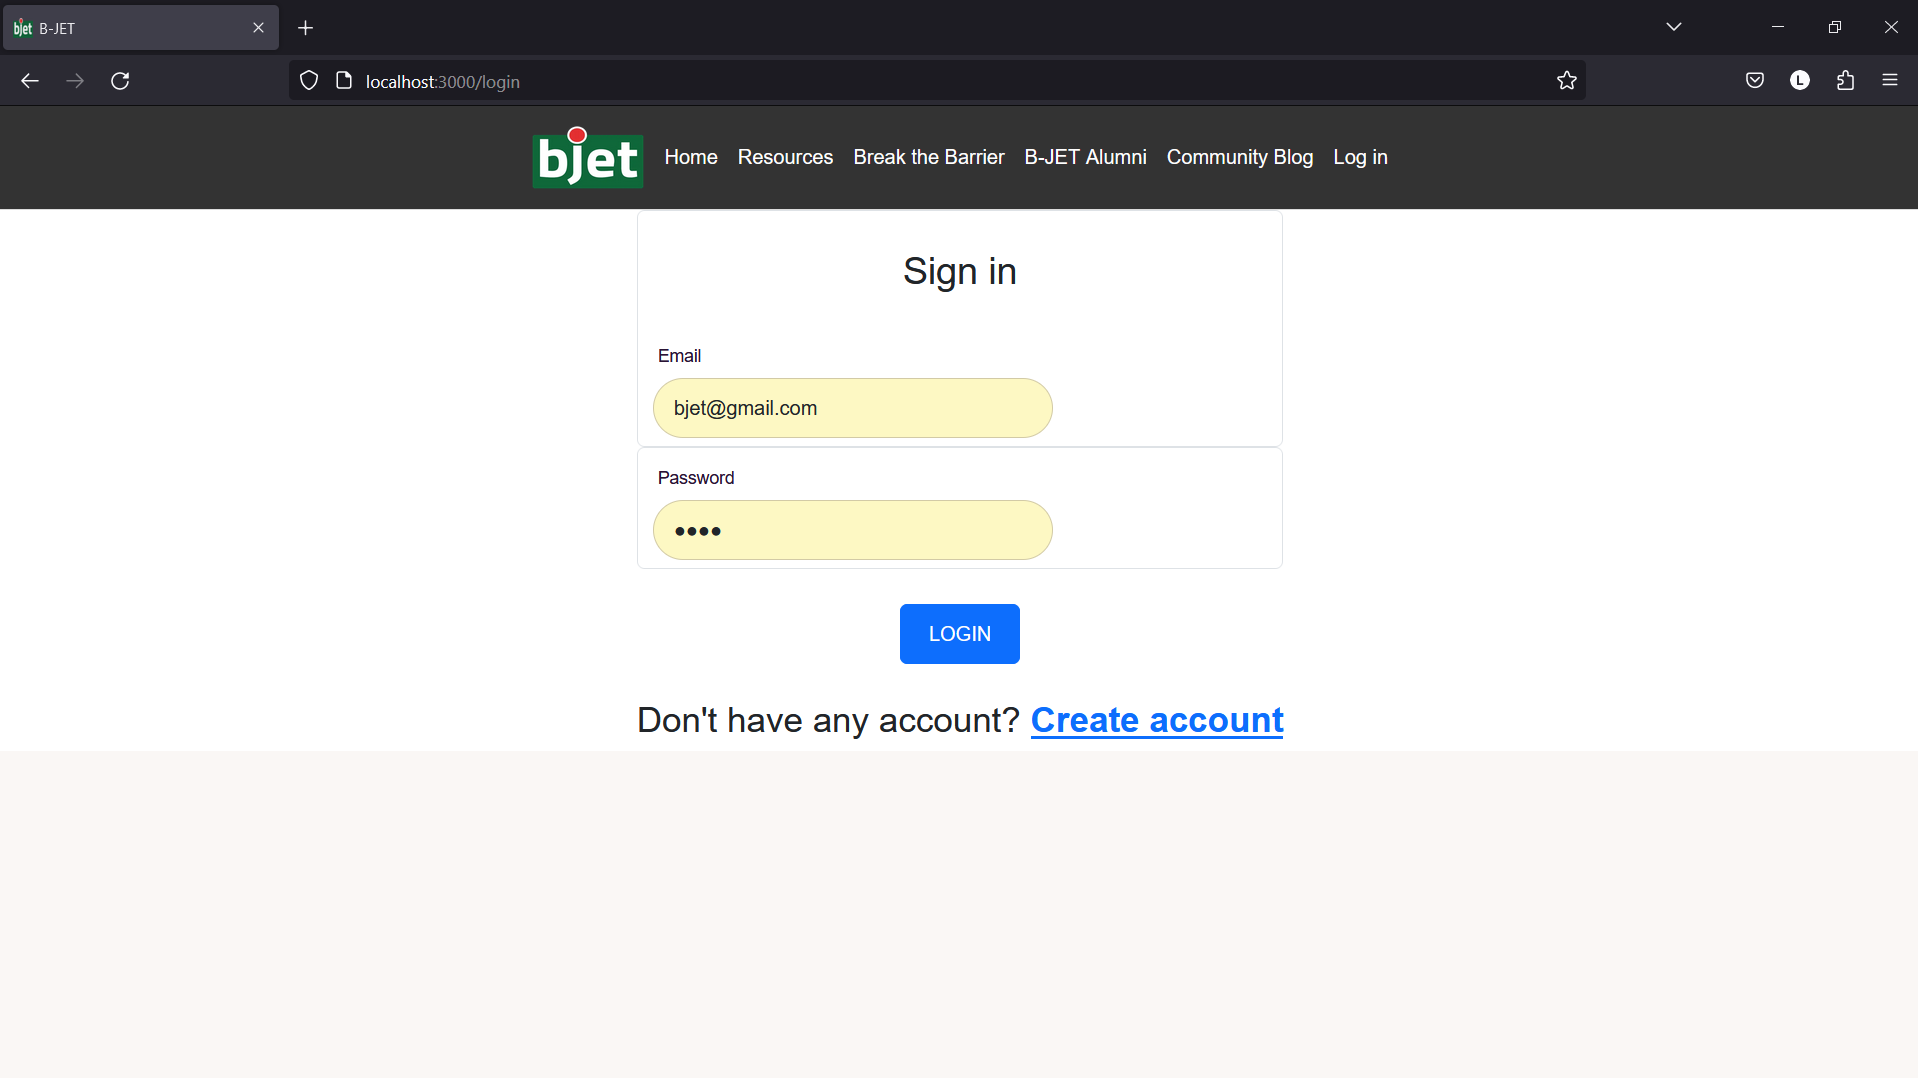 bjet B-JET
localhost:3000/login
L
bjet Home Resources Break the Barrier B-JET Alumni Community Blog Log in
Sign in
Email
bjet@gmail.com
Password
LOGIN
Don't have any account? Create account